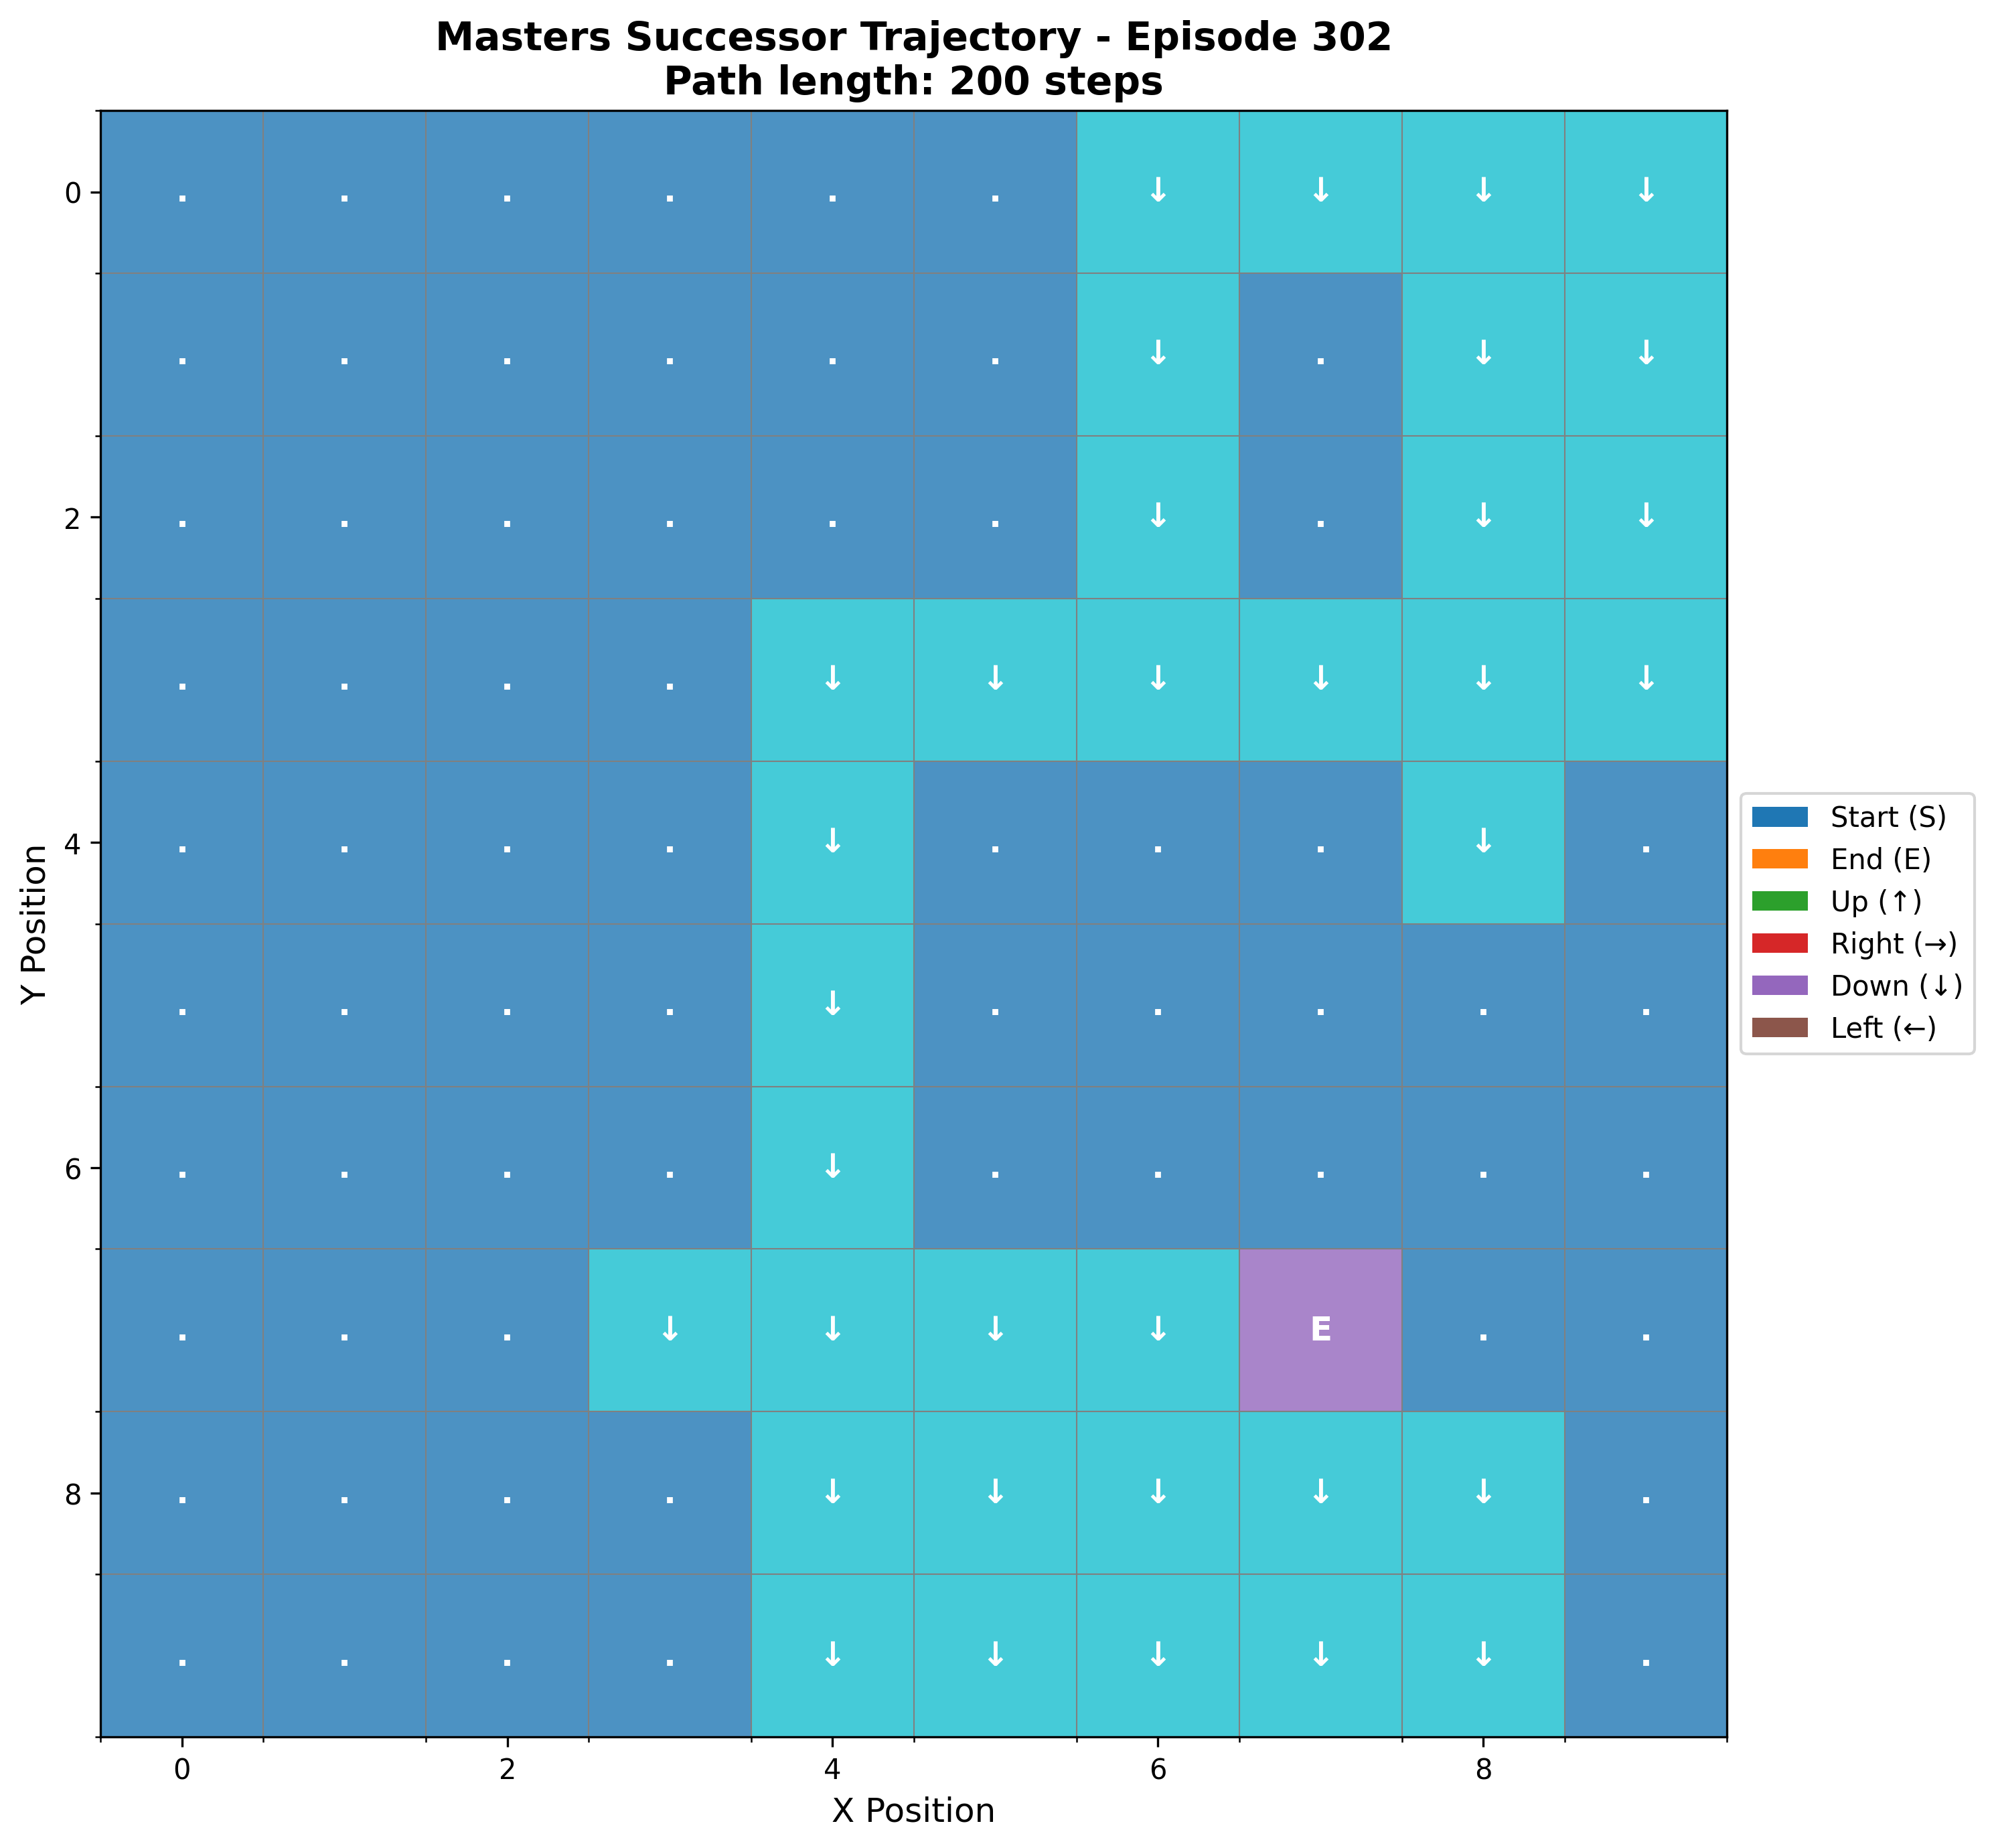 Masters Successor Trajectory - Episode 302
Path length: 200 steps
0 . . . . . . ↓ ↓ ↓ ↓
. . . . . . ↓ . ↓ ↓
2 . . . . . . ↓ . ↓ ↓
. . . . ↓ ↓ ↓ ↓ ↓ ↓
4 . . . . ↓ . . . ↓ .
. . . . ↓ . . . . .
6 . . . . ↓ . . . . .
. . . ↓ ↓ ↓ ↓ E . .
8 . . . . ↓ ↓ ↓ ↓ ↓ .
. . . . ↓ ↓ ↓ ↓ ↓ .
0 2 4 6 8
X Position
Y Position
Start (S)
End (E)
Up (↑)
Right (→)
Down (↓)
Left (←)